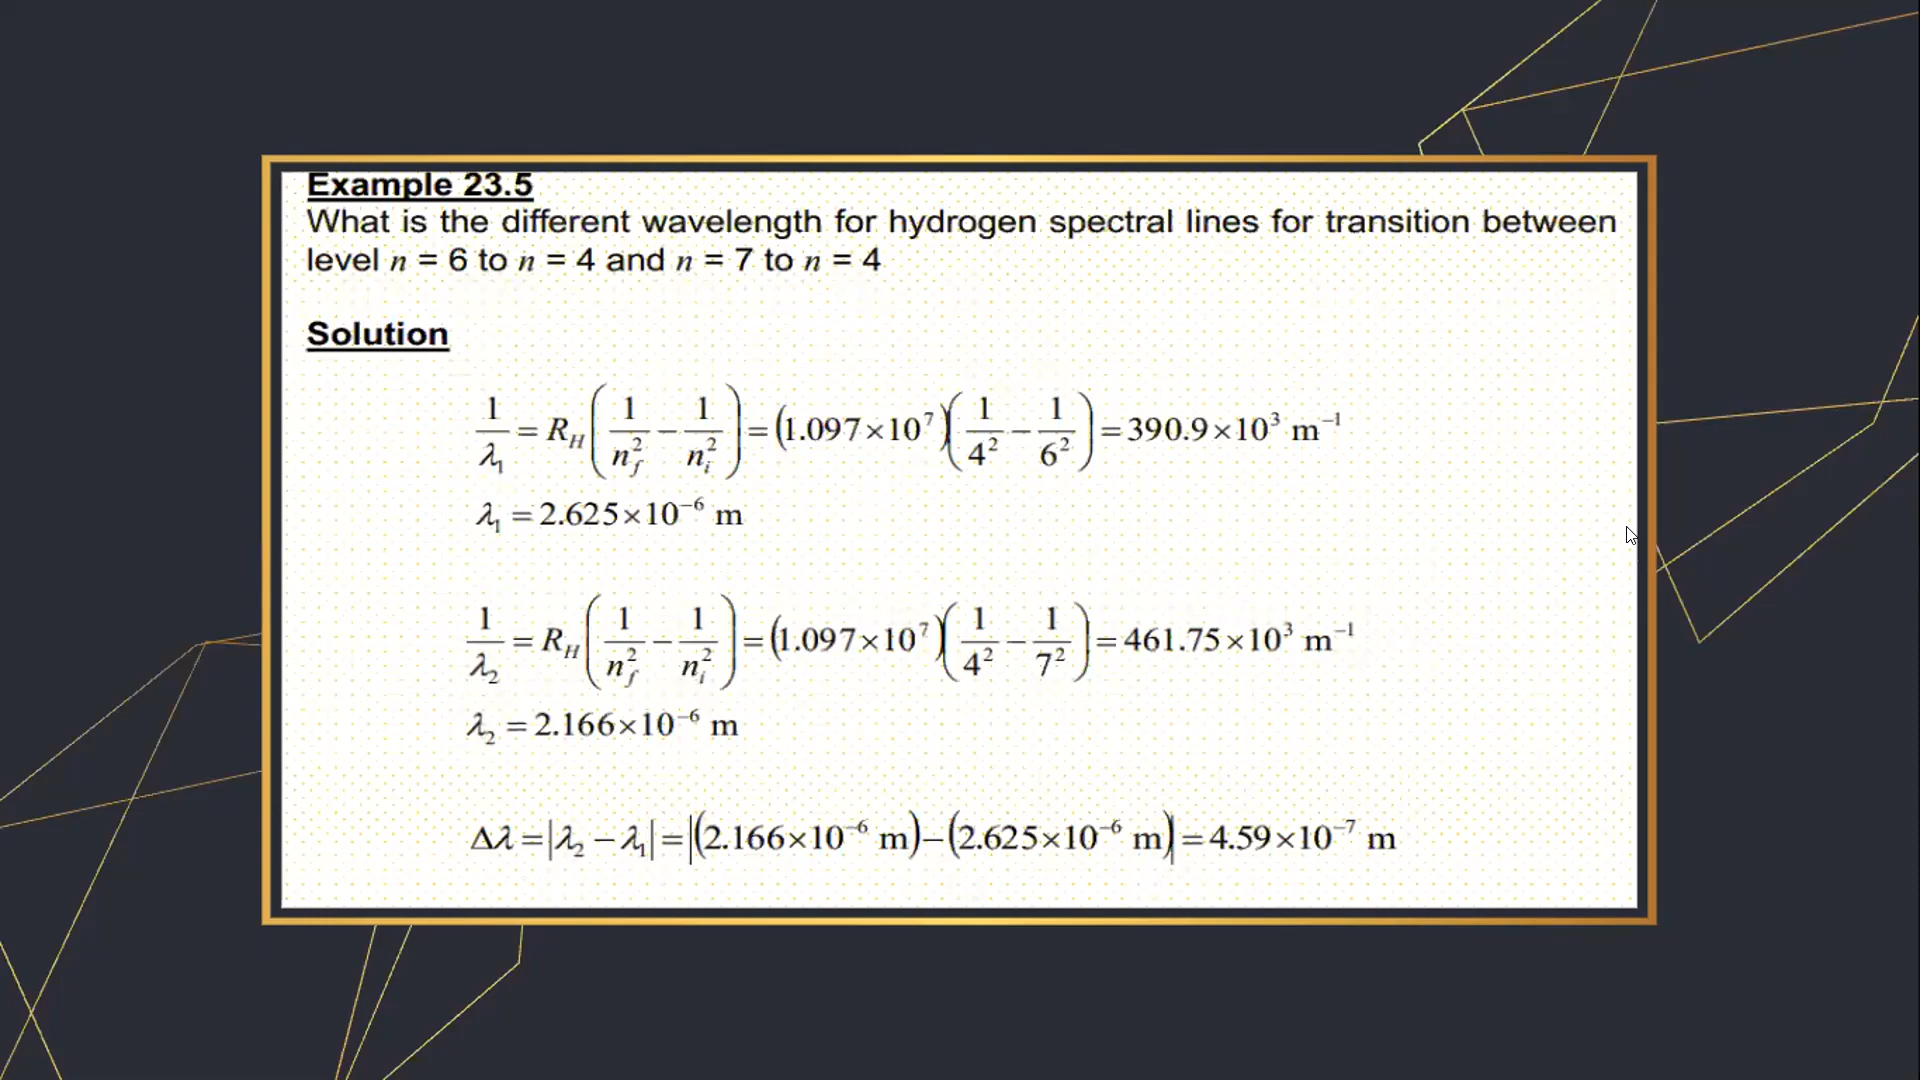 Example 23.5
What is the different wavelength for hydrogen spectral lines for transition between
level n = 6 to n = 4 and n = 7 to n = 4
Solution
1/λ₁ = R_H (1/n_f² − 1/n_i²) = (1.097×10⁷)(1/4² − 1/6²) = 390.9×10³ m⁻¹
λ₁ = 2.625×10⁻⁶ m
1/λ₂ = R_H (1/n_f² − 1/n_i²) = (1.097×10⁷)(1/4² − 1/7²) = 461.75×10³ m⁻¹
λ₂ = 2.166×10⁻⁶ m
Δλ = |λ₂ − λ₁| = |(2.166×10⁻⁶ m) − (2.625×10⁻⁶ m)| = 4.59×10⁻⁷ m